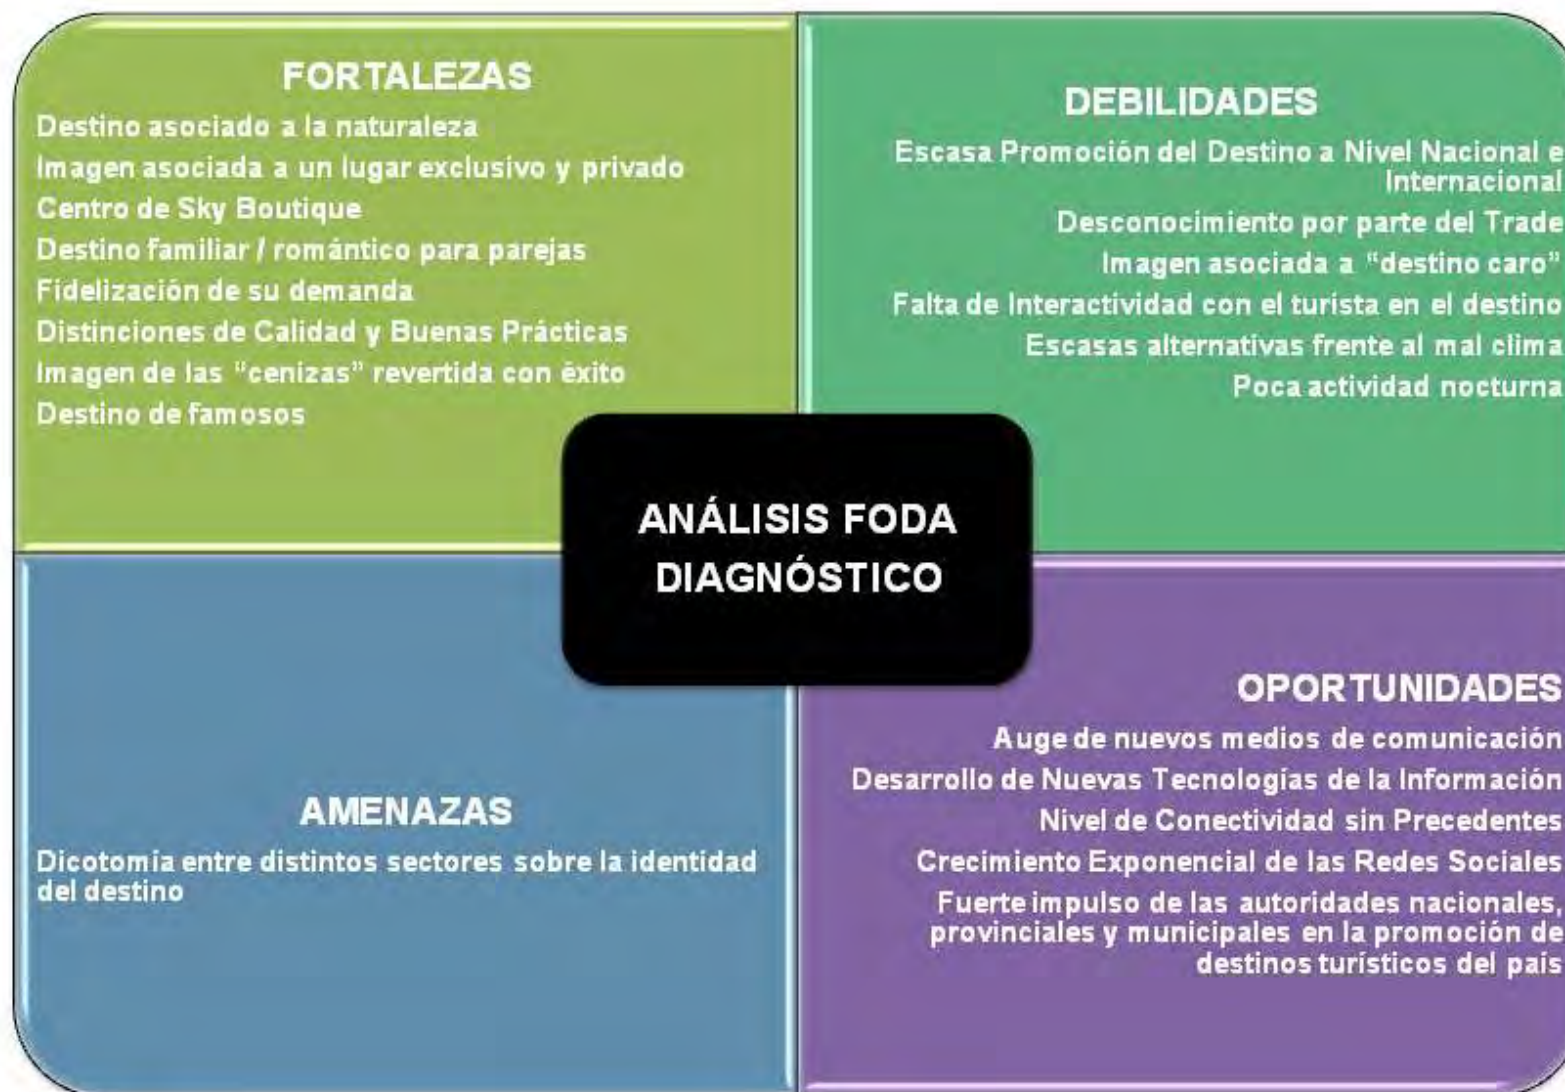 FORTALEZAS
Destino asociado a la naturaleza
Imagen asociada a un lugar exclusivo y privado
Centro de Sky Boutique
Destino familiar / romántico para parejas
Fidelización de su demanda
Distinciones de Calidad y Buenas Prácticas
Imagen de las “cenizas” revertida con éxito
Destino de famosos
DEBILIDADES
Escasa Promoción del Destino a Nivel Nacional e
Internacional
Desconocimiento por parte del Trade
Imagen asociada a “destino caro”
Falta de Interactividad con el turista en el destino
Escasas alternativas frente al mal clima
Poca actividad nocturna
ANÁLISIS FODA
DIAGNÓSTICO
AMENAZAS
Dicotomía entre distintos sectores sobre la identidad
del destino
OPORTUNIDADES
Auge de nuevos medios de comunicación
Desarrollo de Nuevas Tecnologías de la Información
Nivel de Conectividad sin Precedentes
Crecimiento Exponencial de las Redes Sociales
Fuerte impulso de las autoridades nacionales,
provinciales y municipales en la promoción de
destinos turísticos del país